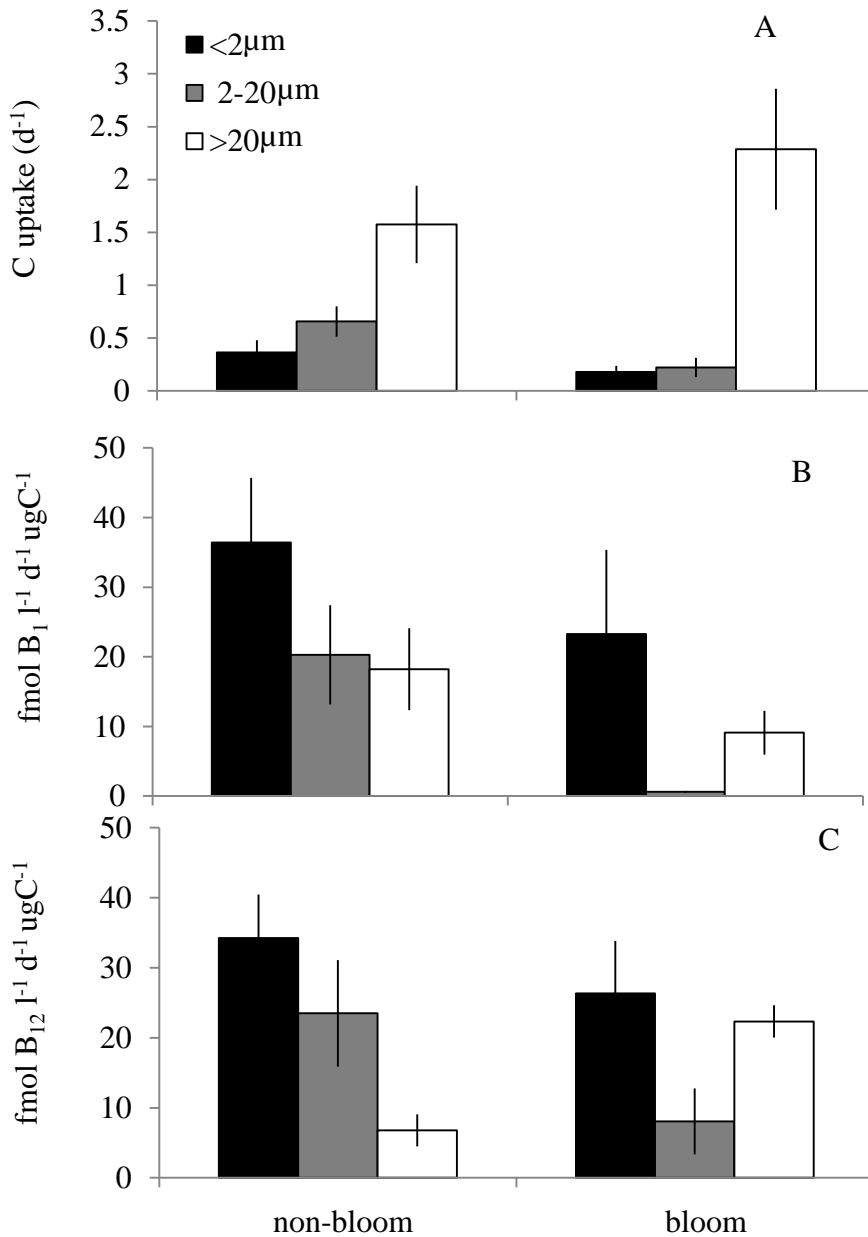 A
<2µm
2-20µm
>20µm
C uptake (d-1)
3.5
3
2.5
2
1.5
1
0.5
0
B
fmol B1 l-1 d-1 ugC-1
50
40
30
20
10
0
C
fmol B12 l-1 d-1 ugC-1
50
40
30
20
10
0
non-bloom bloom